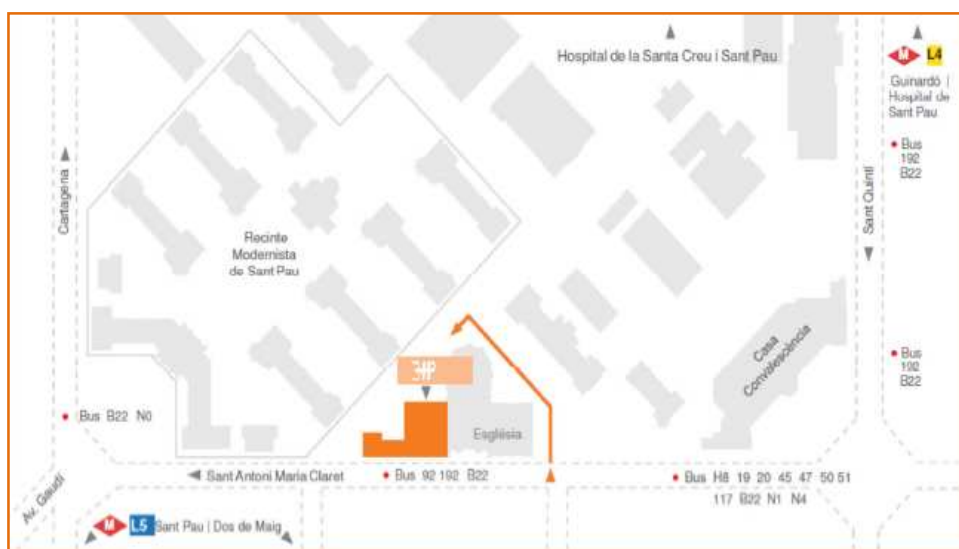 Hospital de la Santa Creu i Sant Pau
M L4
Guinardó |
Hospital de
Sant Pau
Bus
192
B22
Cartagena
Sant Quintí
Recinte
Modernista
de Sant Pau
Casa
Convalescència
Bus
192
B22
Bus B22 N0
Església
Sant Antoni Maria Claret
Bus 92 192 B22
Bus H8 19 20 45 47 50 51
117 B22 N1 N4
Av. Gaudí
M L5 Sant Pau | Dos de Maig